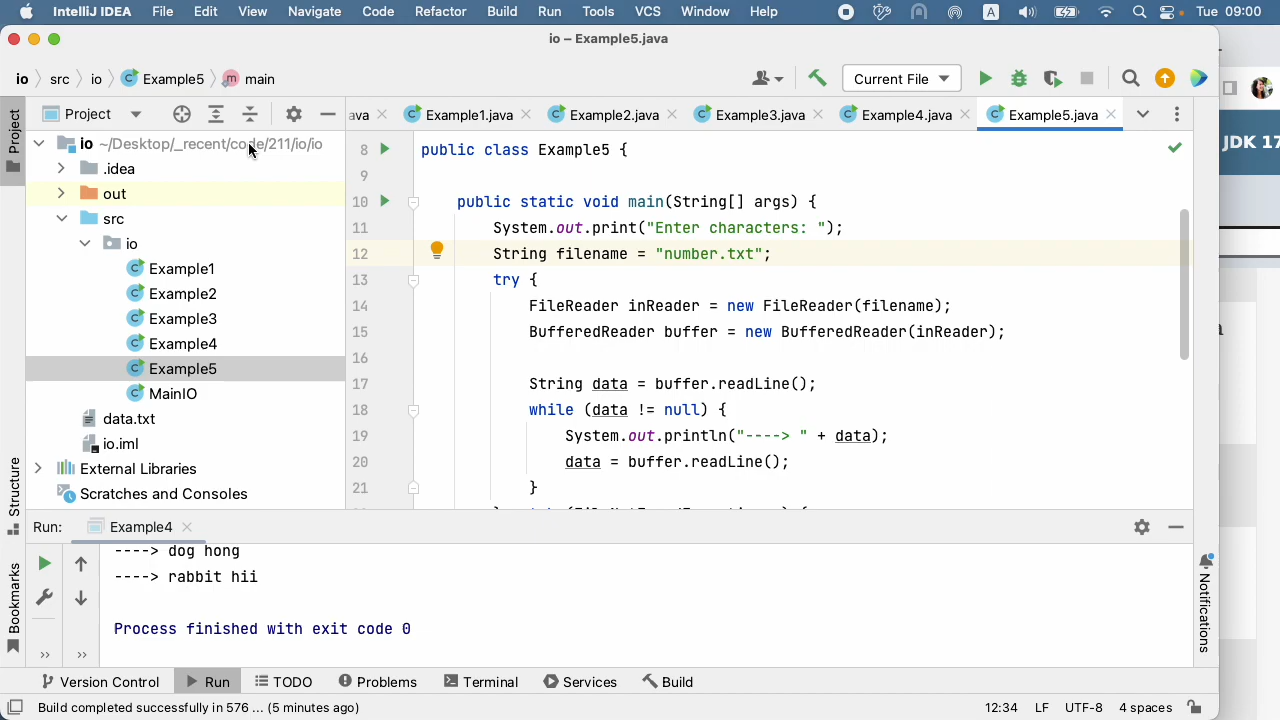 IntelliJ IDEA File Edit View Navigate Code Refactor Build Run Tools VCS Window Help A Tue 09:00
io – Example5.java
io src io Example5 main Current File
Project Project ava Example1.java Example2.java Example3.java Example4.java Example5.java JDK 17
io ~/Desktop/_recent/code/211/io/io
.idea
out
src
io
Example1
Example2
Example3
Example4
Example5
MainIO
data.txt
io.iml
External Libraries
Scratches and Consoles
8 public class Example5 {
9
10 public static void main(String[] args) {
11 System.out.print("Enter characters: ");
12 String filename = "number.txt";
13 try {
14 FileReader inReader = new FileReader(filename);
15 BufferedReader buffer = new BufferedReader(inReader);
16
17 String data = buffer.readLine();
18 while (data != null) {
19 System.out.println("----> " + data);
20 data = buffer.readLine();
21 }
Structure
Bookmarks
Notifications
Run: Example4
----> dog hong
----> rabbit hii
Process finished with exit code 0
Version Control Run TODO Problems Terminal Services Build
Build completed successfully in 576 ... (5 minutes ago) 12:34 LF UTF-8 4 spaces